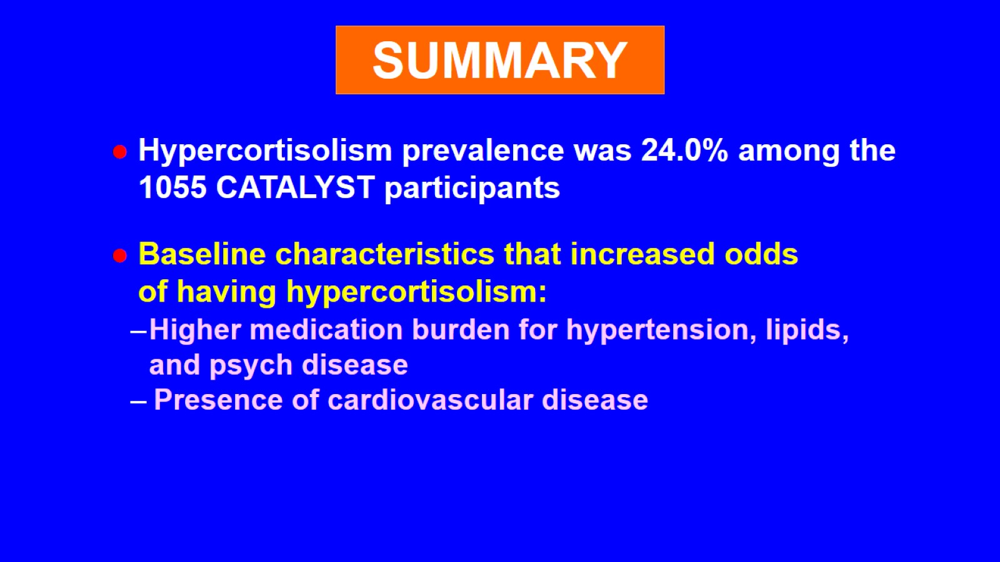 SUMMARY
● Hypercortisolism prevalence was 24.0% among the
1055 CATALYST participants
● Baseline characteristics that increased odds
of having hypercortisolism:
–Higher medication burden for hypertension, lipids,
and psych disease
– Presence of cardiovascular disease